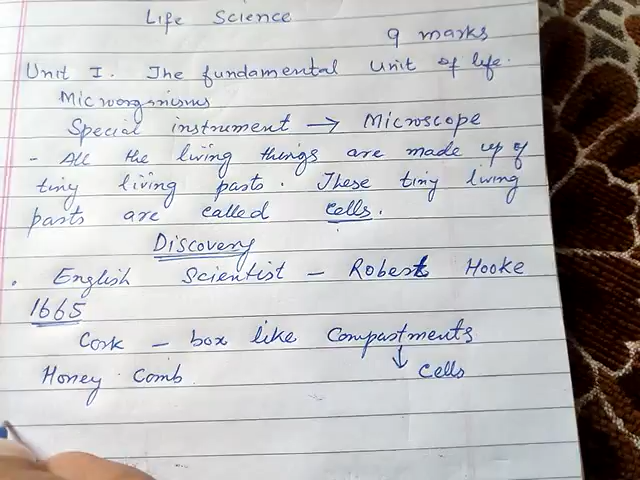 Life Science
9 marks
Unit I. The fundamental Unit of life.
Microorganisms
Special instrument → Microscope
- All the living things are made up of
tiny living parts. These tiny living
parts are called cells.
Discovery
. English Scientist - Robert Hooke
1665
Cork - box like Compartments
↓ Cells
Honey Comb